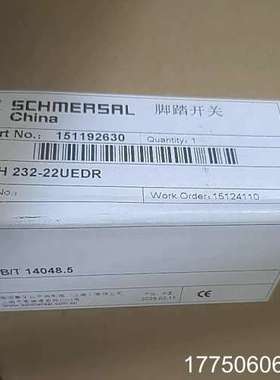 SCHMERSAL
China
脚踏开关
rt No.: 151192630 Quantity: 1
H 232-22UEDR
Work Order: 15124110
BIT 14048.5
CE
17750606